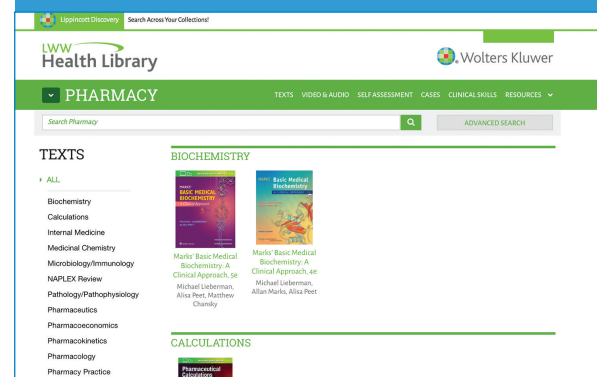 Lippincott Discovery Search Across Your Collections!
LWW
Health Library
Wolters Kluwer
PHARMACY
TEXTS VIDEO & AUDIO SELF ASSESSMENT CASES CLINICAL SKILLS RESOURCES
Search Pharmacy
ADVANCED SEARCH
TEXTS
ALL
Biochemistry
Calculations
Internal Medicine
Medicinal Chemistry
Microbiology/Immunology
NAPLEX Review
Pathology/Pathophysiology
Pharmaceutics
Pharmacoeconomics
Pharmacokinetics
Pharmacology
Pharmacy Practice
BIOCHEMISTRY
MARKS'
BASIC MEDICAL
BIOCHEMISTRY
Marks' Basic Medical
Biochemistry: A
Clinical Approach, 5e
Michael Lieberman,
Alisa Peet, Matthew
Chansky
Basic Medical
Biochemistry
Marks' Basic Medical
Biochemistry: A
Clinical Approach, 4e
Michael Lieberman,
Allan Marks, Alisa Peet
CALCULATIONS
Pharmaceutical
Calculations